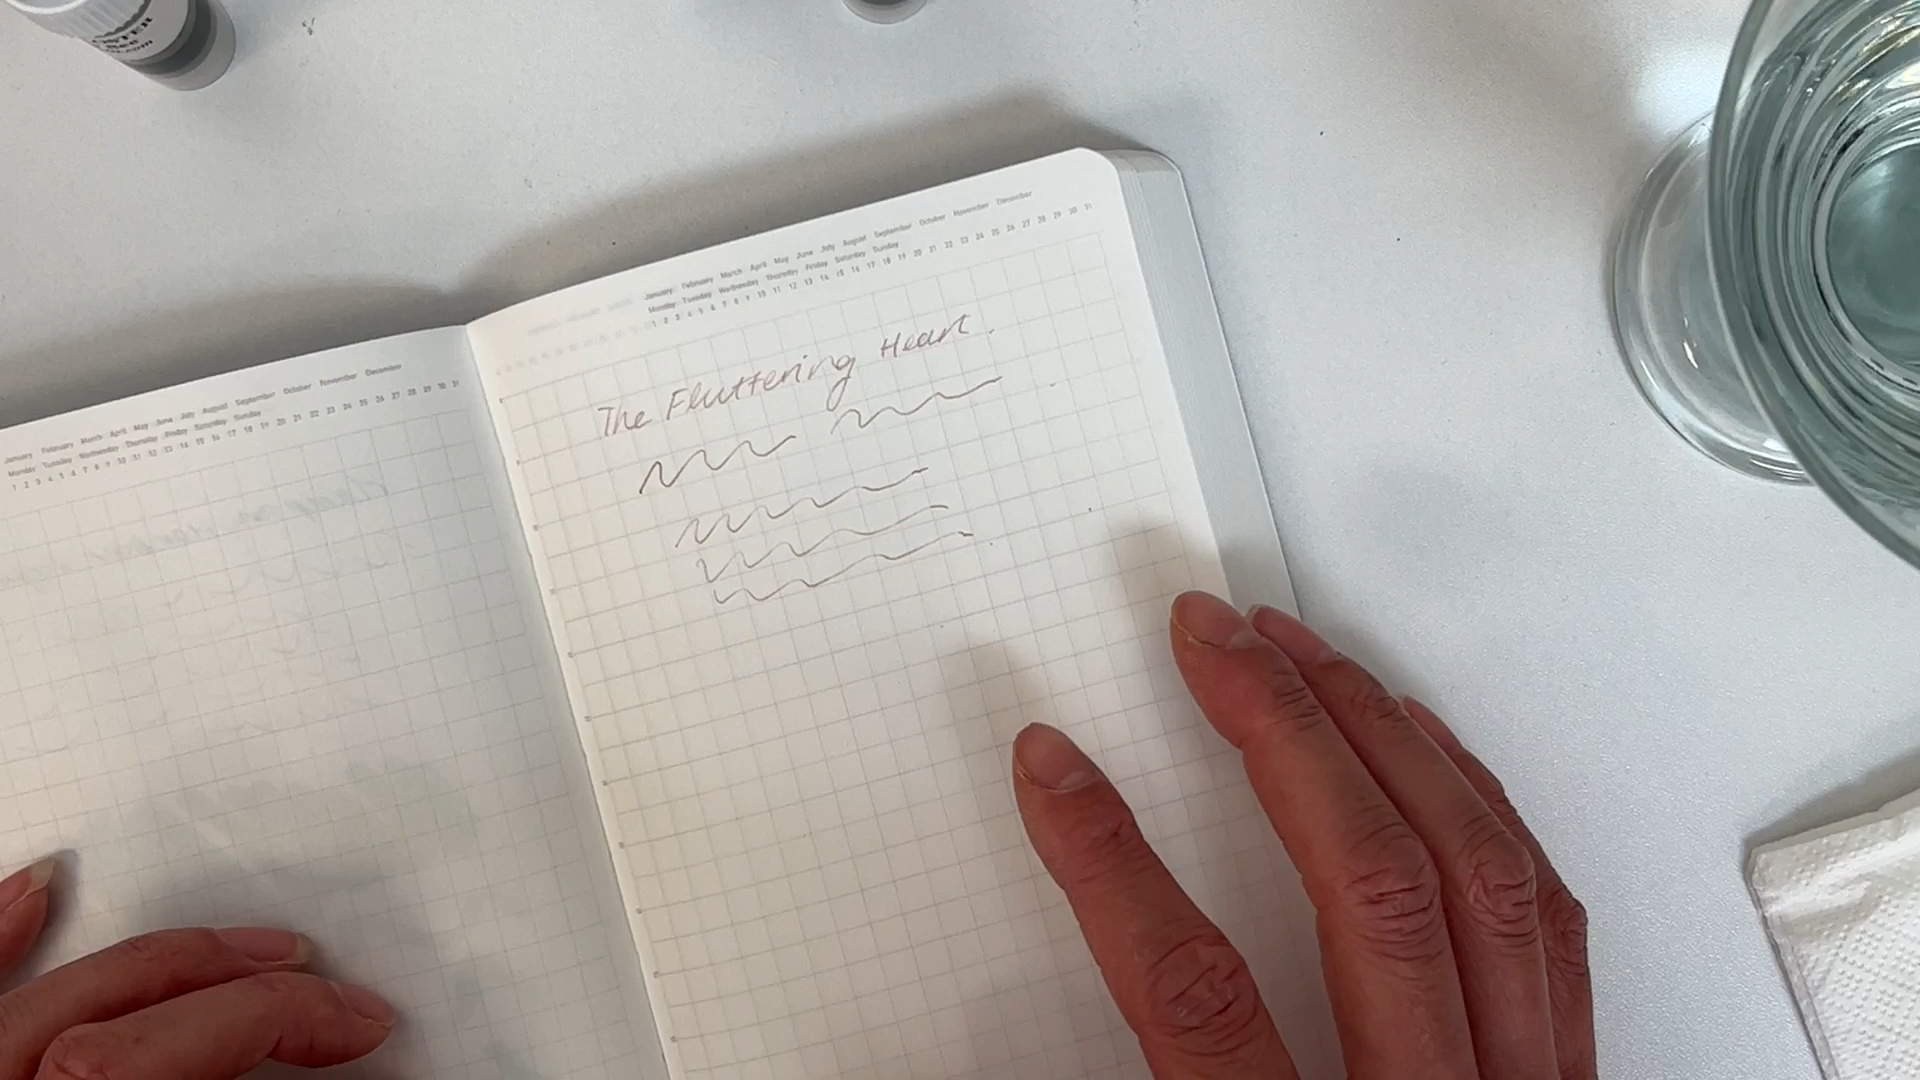 January February March April May June July August September October November December
Monday Tuesday Wednesday Thursday Friday Saturday Sunday
1 2 3 4 5 6 7 8 9 10 11 12 13 14 15 16 17 18 19 20 21 22 23 24 25 26 27 28 29 30 31
January February March April May June July August September October November December
Monday Tuesday Wednesday Thursday Friday Saturday Sunday
1 2 3 4 5 6 7 8 9 10 11 12 13 14 15 16 17 18 19 20 21 22 23 24 25 26 27 28 29 30 31
The Fluttering Heart.